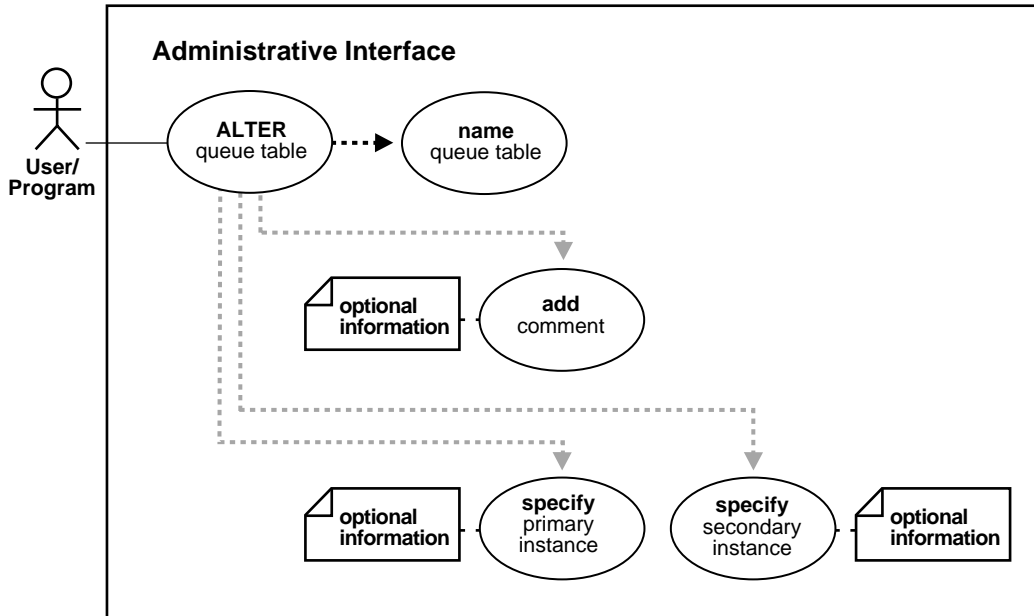 Administrative Interface
User/
Program
ALTER
queue table
name
queue table
optional
information
add
comment
optional
information
specify
primary
instance
specify
secondary
instance
optional
information